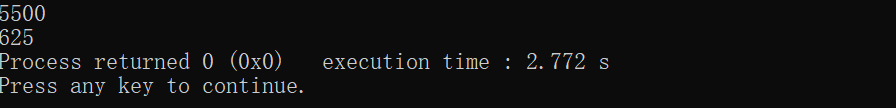 5500
625
Process returned 0 (0x0)   execution time : 2.772 s
Press any key to continue.